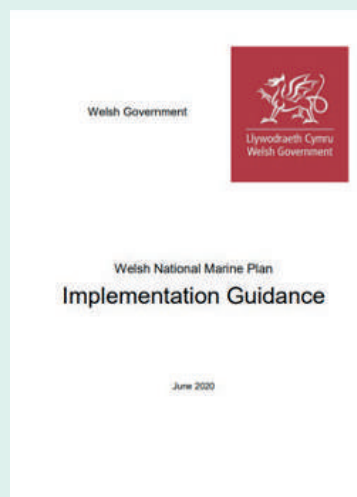 Welsh Government
Llywodraeth Cymru
Welsh Government
Welsh National Marine Plan
Implementation Guidance
June 2020